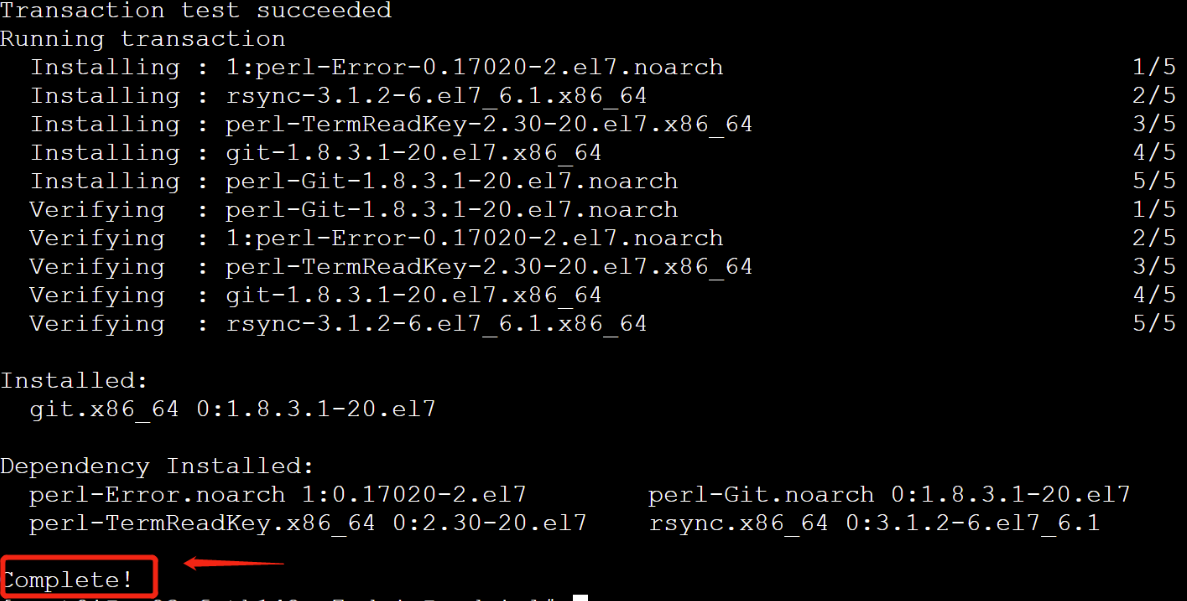 Transaction test succeeded
Running transaction
Installing : 1:perl-Error-0.17020-2.el7.noarch 1/5
Installing : rsync-3.1.2-6.el7_6.1.x86_64 2/5
Installing : perl-TermReadKey-2.30-20.el7.x86_64 3/5
Installing : git-1.8.3.1-20.el7.x86_64 4/5
Installing : perl-Git-1.8.3.1-20.el7.noarch 5/5
Verifying : perl-Git-1.8.3.1-20.el7.noarch 1/5
Verifying : 1:perl-Error-0.17020-2.el7.noarch 2/5
Verifying : perl-TermReadKey-2.30-20.el7.x86_64 3/5
Verifying : git-1.8.3.1-20.el7.x86_64 4/5
Verifying : rsync-3.1.2-6.el7_6.1.x86_64 5/5
Installed:
git.x86_64 0:1.8.3.1-20.el7
Dependency Installed:
perl-Error.noarch 1:0.17020-2.el7 perl-Git.noarch 0:1.8.3.1-20.el7
perl-TermReadKey.x86_64 0:2.30-20.el7 rsync.x86_64 0:3.1.2-6.el7_6.1
Complete!